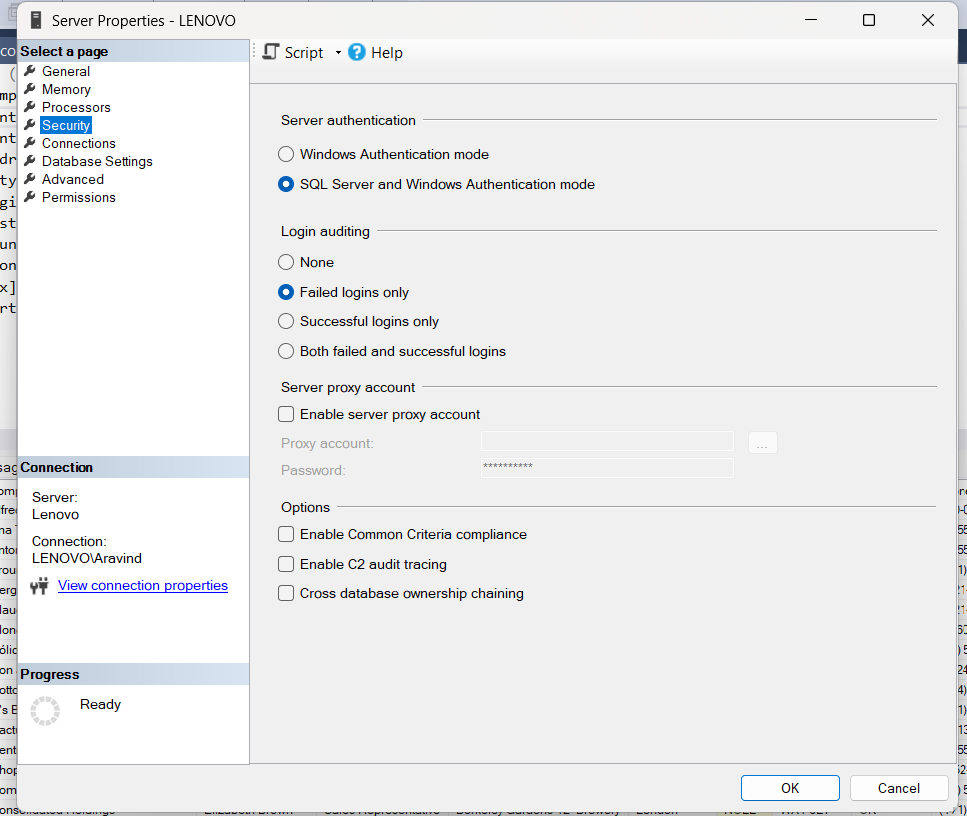 Server Properties - LENOVO
Select a page
General
Memory
Processors
Security
Connections
Database Settings
Advanced
Permissions
Script
Help
Server authentication
Windows Authentication mode
SQL Server and Windows Authentication mode
Login auditing
None
Failed logins only
Successful logins only
Both failed and successful logins
Server proxy account
Enable server proxy account
Proxy account:
...
Password:
**********
Options
Enable Common Criteria compliance
Enable C2 audit tracing
Cross database ownership chaining
Connection
Server:
Lenovo
Connection:
LENOVO\Aravind
View connection properties
Progress
Ready
OK
Cancel